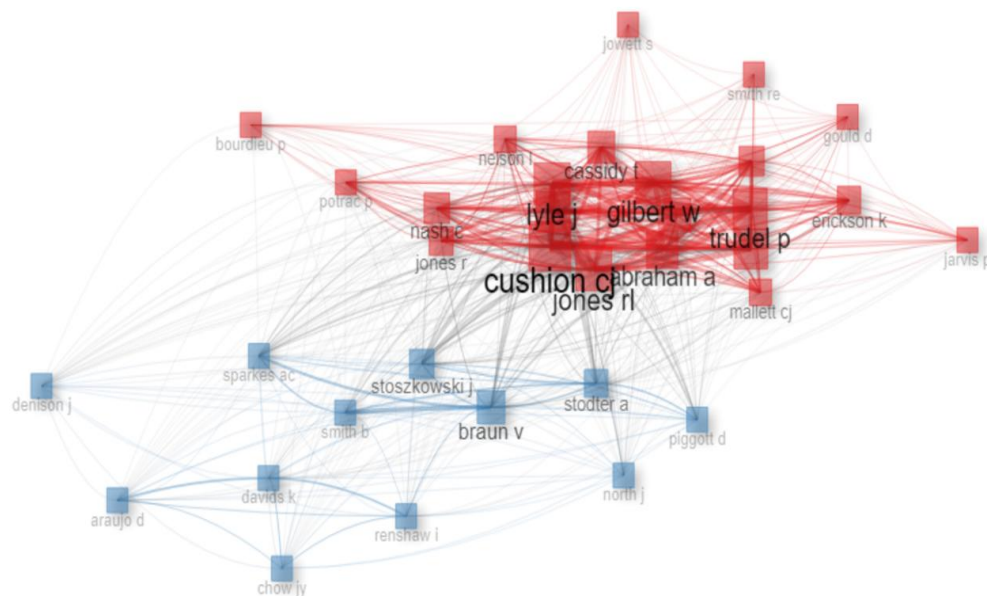 jowett s
smith re
gould d
bourdieu p
nelson l
cassidy t
potrac p
lyle j
gilbert w
erickson k
nash c
trudel p
jones r
jarvis p
cushion cj
abraham a
jones rl
mallett cj
sparkes ac
stoszkowski j
denison j
stodter a
smith b
braun v
piggott d
davids k
north j
araujo d
renshaw i
chow jy